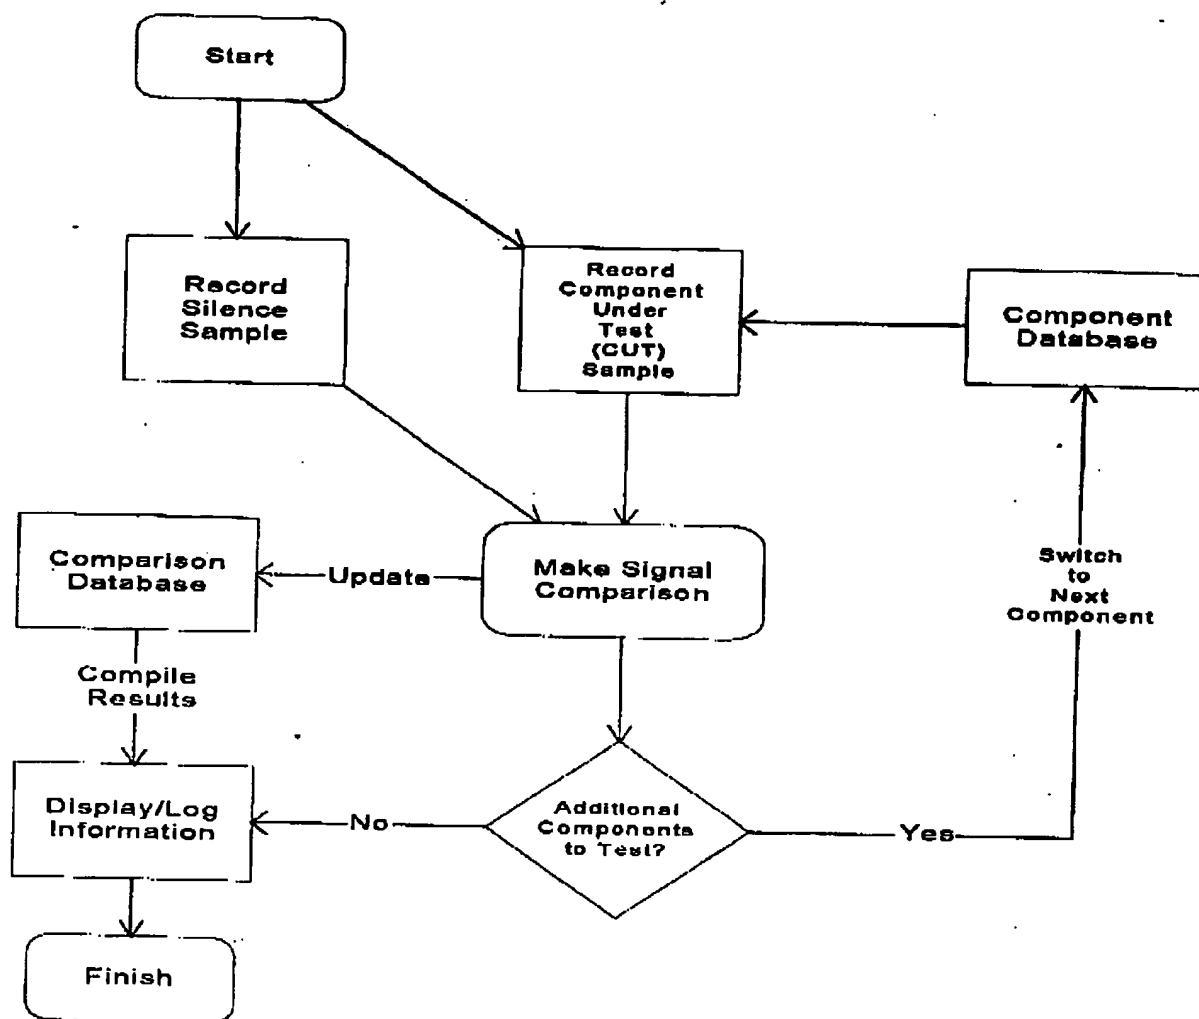 Start
Record
Silence
Sample
Record
Component
Under
Test
(CUT)
Sample
Component
Database
Comparison
Database
Update
Make Signal
Comparison
Switch
to
Next
Component
Compile
Results
Display/Log
Information
No
Additional
Components
to Test?
Yes
Finish